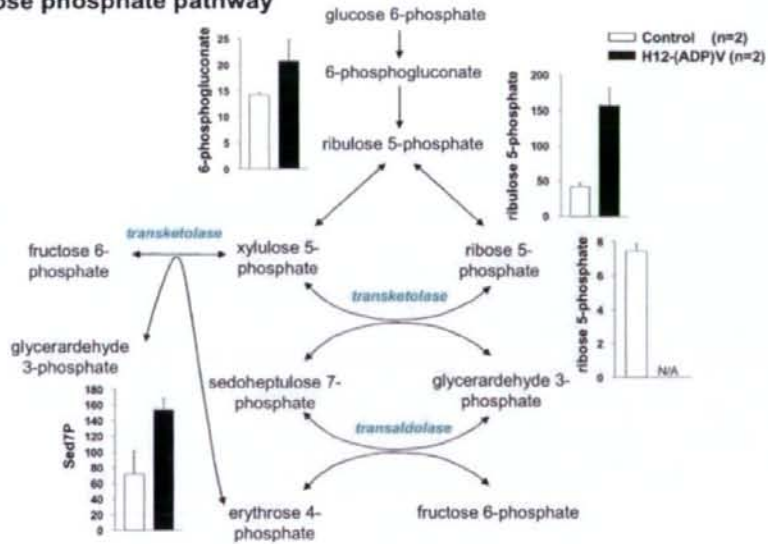 ose phosphate pathway
glucose 6-phosphate
Control (n=2)
H12-(ADP)V (n=2)
6-phosphogluconate
25
20
15
10
5
0
6-phosphogluconate
ribulose 5-phosphate
ribulose 5-phosphate
200
150
100
50
0
transketolase
fructose 6-
phosphate
xylulose 5-
phosphate
ribose 5-
phosphate
ribose 5-phosphate
8
6
4
2
0
N/A
transketolase
glycerardehyde
3-phosphate
sedoheptulose 7-
phosphate
glycerardehyde 3-
phosphate
Sed7P
180
160
140
120
100
80
60
40
20
0
transaldolase
erythrose 4-
phosphate
fructose 6-phosphate